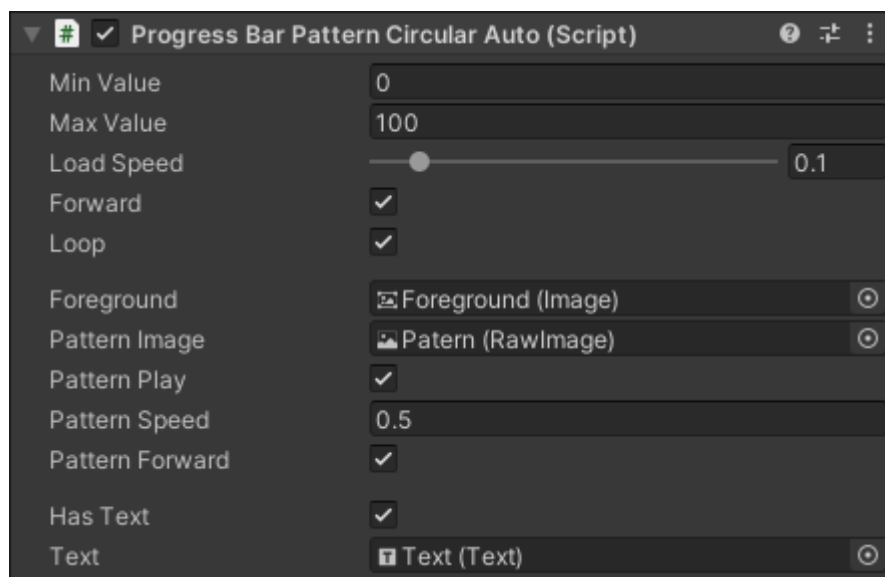 # Progress Bar Pattern Circular Auto (Script)
Min Value 0
Max Value 100
Load Speed 0.1
Forward
Loop
Foreground Foreground (Image)
Pattern Image Patern (RawImage)
Pattern Play
Pattern Speed 0.5
Pattern Forward
Has Text
Text T Text (Text)